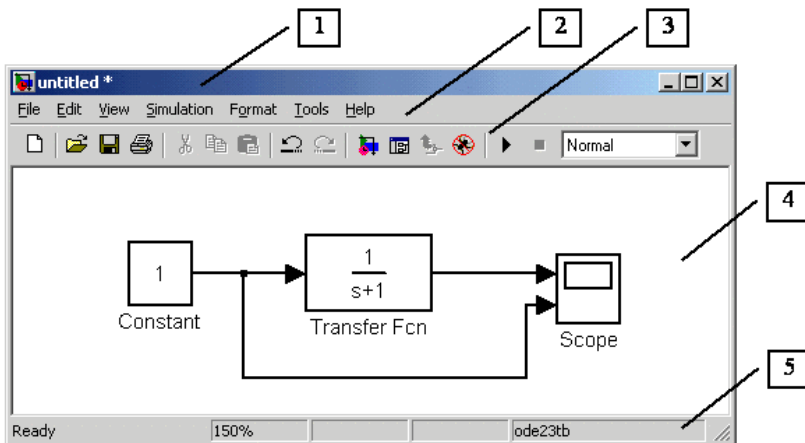 1
2
3
untitled *
File Edit View Simulation Format Tools Help
Normal
4
1
Constant
1
s+1
Transfer Fcn
Scope
5
Ready 150% ode23tb